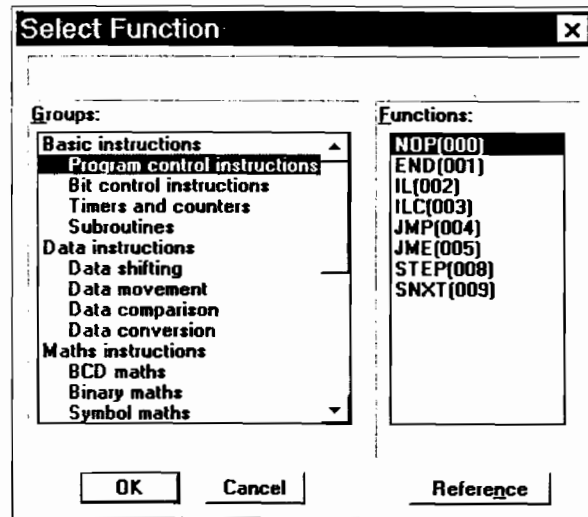 Select Function
Groups:
Basic instructions
Program control instructions
Bit control instructions
Timers and counters
Subroutines
Data instructions
Data shifting
Data movement
Data comparison
Data conversion
Maths instructions
BCD maths
Binary maths
Symbol maths
Functions:
NOP(000)
END(001)
IL(002)
ILC(003)
JMP(004)
JME(005)
STEP(008)
SNXT(009)
OK
Cancel
Reference